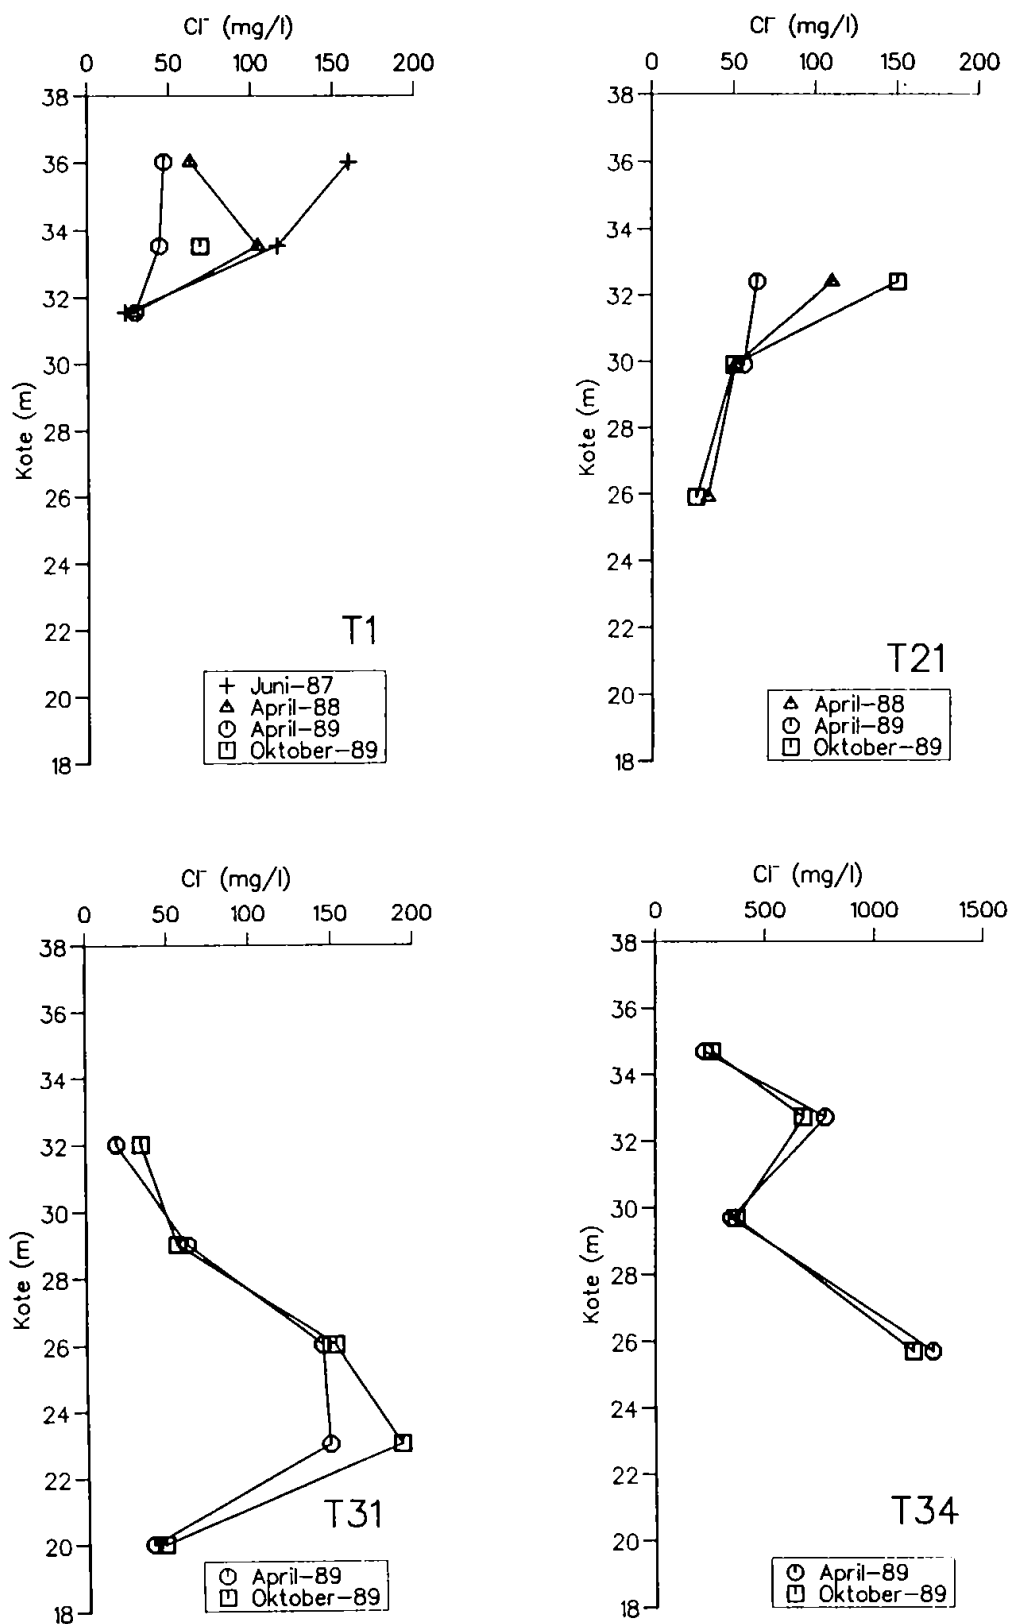 Cl⁻ (mg/l)
0 50 100 150 200
38
36
34
32
30
28
26
24
22
20
18
Kote (m)
T1
Juni-87
April-88
April-89
Oktober-89
Cl⁻ (mg/l)
0 50 100 150 200
38
36
34
32
30
28
26
24
22
20
18
Kote (m)
T21
April-88
April-89
Oktober-89
Cl⁻ (mg/l)
0 50 100 150 200
38
36
34
32
30
28
26
24
22
20
18
Kote (m)
T31
April-89
Oktober-89
Cl⁻ (mg/l)
0 500 1000 1500
38
36
34
32
30
28
26
24
22
20
18
Kote (m)
T34
April-89
Oktober-89